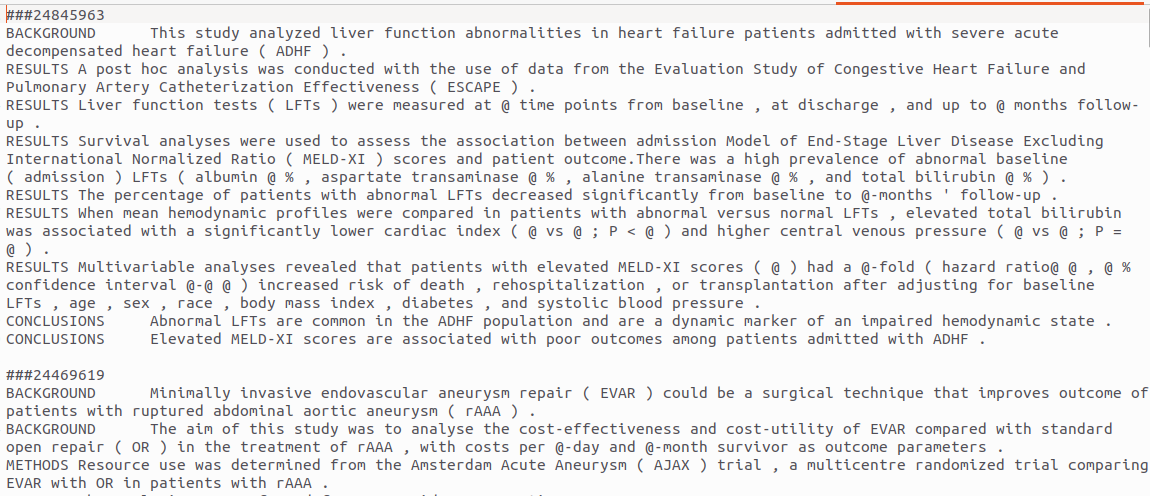 ###24845963
BACKGROUND	This study analyzed liver function abnormalities in heart failure patients admitted with severe acute
decompensated heart failure ( ADHF ) .
RESULTS	A post hoc analysis was conducted with the use of data from the Evaluation Study of Congestive Heart Failure and
Pulmonary Artery Catheterization Effectiveness ( ESCAPE ) .
RESULTS	Liver function tests ( LFTs ) were measured at @ time points from baseline , at discharge , and up to @ months follow-
up .
RESULTS	Survival analyses were used to assess the association between admission Model of End-Stage Liver Disease Excluding
International Normalized Ratio ( MELD-XI ) scores and patient outcome.There was a high prevalence of abnormal baseline
( admission ) LFTs ( albumin @ % , aspartate transaminase @ % , alanine transaminase @ % , and total bilirubin @ % ) .
RESULTS	The percentage of patients with abnormal LFTs decreased significantly from baseline to @-months ' follow-up .
RESULTS	When mean hemodynamic profiles were compared in patients with abnormal versus normal LFTs , elevated total bilirubin
was associated with a significantly lower cardiac index ( @ vs @ ; P < @ ) and higher central venous pressure ( @ vs @ ; P =
@ ) .
RESULTS	Multivariable analyses revealed that patients with elevated MELD-XI scores ( @ ) had a @-fold ( hazard ratio@ @ , @ %
confidence interval @-@ @ ) increased risk of death , rehospitalization , or transplantation after adjusting for baseline
LFTs , age , sex , race , body mass index , diabetes , and systolic blood pressure .
CONCLUSIONS	Abnormal LFTs are common in the ADHF population and are a dynamic marker of an impaired hemodynamic state .
CONCLUSIONS	Elevated MELD-XI scores are associated with poor outcomes among patients admitted with ADHF .

###24469619
BACKGROUND	Minimally invasive endovascular aneurysm repair ( EVAR ) could be a surgical technique that improves outcome of
patients with ruptured abdominal aortic aneurysm ( rAAA ) .
BACKGROUND	The aim of this study was to analyse the cost-effectiveness and cost-utility of EVAR compared with standard
open repair ( OR ) in the treatment of rAAA , with costs per @-day and @-month survivor as outcome parameters .
METHODS	Resource use was determined from the Amsterdam Acute Aneurysm ( AJAX ) trial , a multicentre randomized trial comparing
EVAR with OR in patients with rAAA .